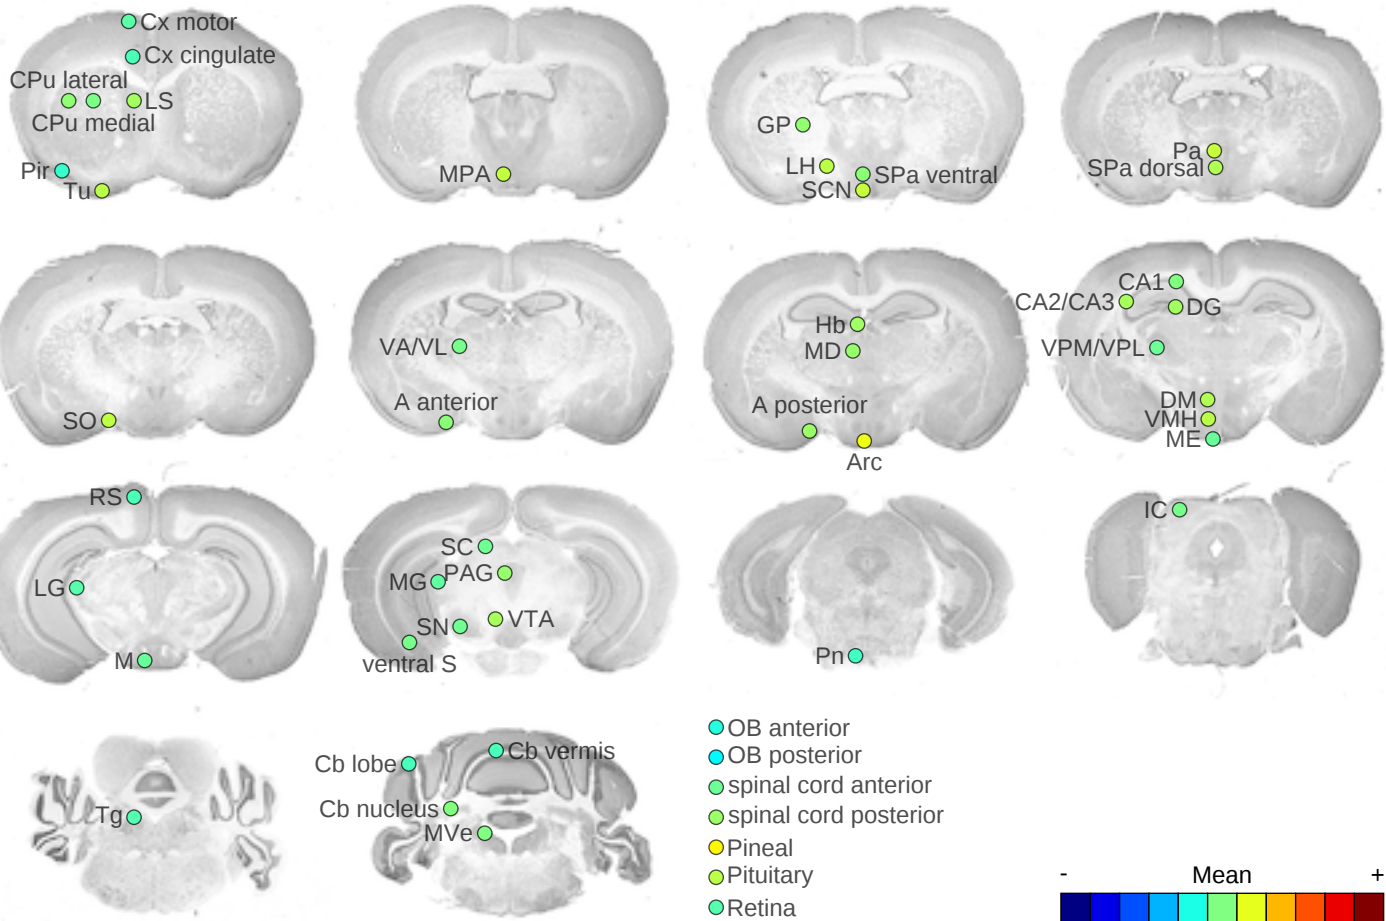 Cx motor
Cx cingulate
CPu lateral
LS
CPu medial
Pir
Tu
MPA
GP
LH
SPa ventral
SCN
Pa
SPa dorsal
SO
VA/VL
A anterior
Hb
MD
A posterior
Arc
CA1
CA2/CA3
DG
VPM/VPL
DM
VMH
ME
RS
LG
M
SC
MG
PAG
SN
VTA
ventral S
Pn
IC
Tg
Cb lobe
Cb vermis
Cb nucleus
MVe
OB anterior
OB posterior
spinal cord anterior
spinal cord posterior
Pineal
Pituitary
Retina
- Mean +